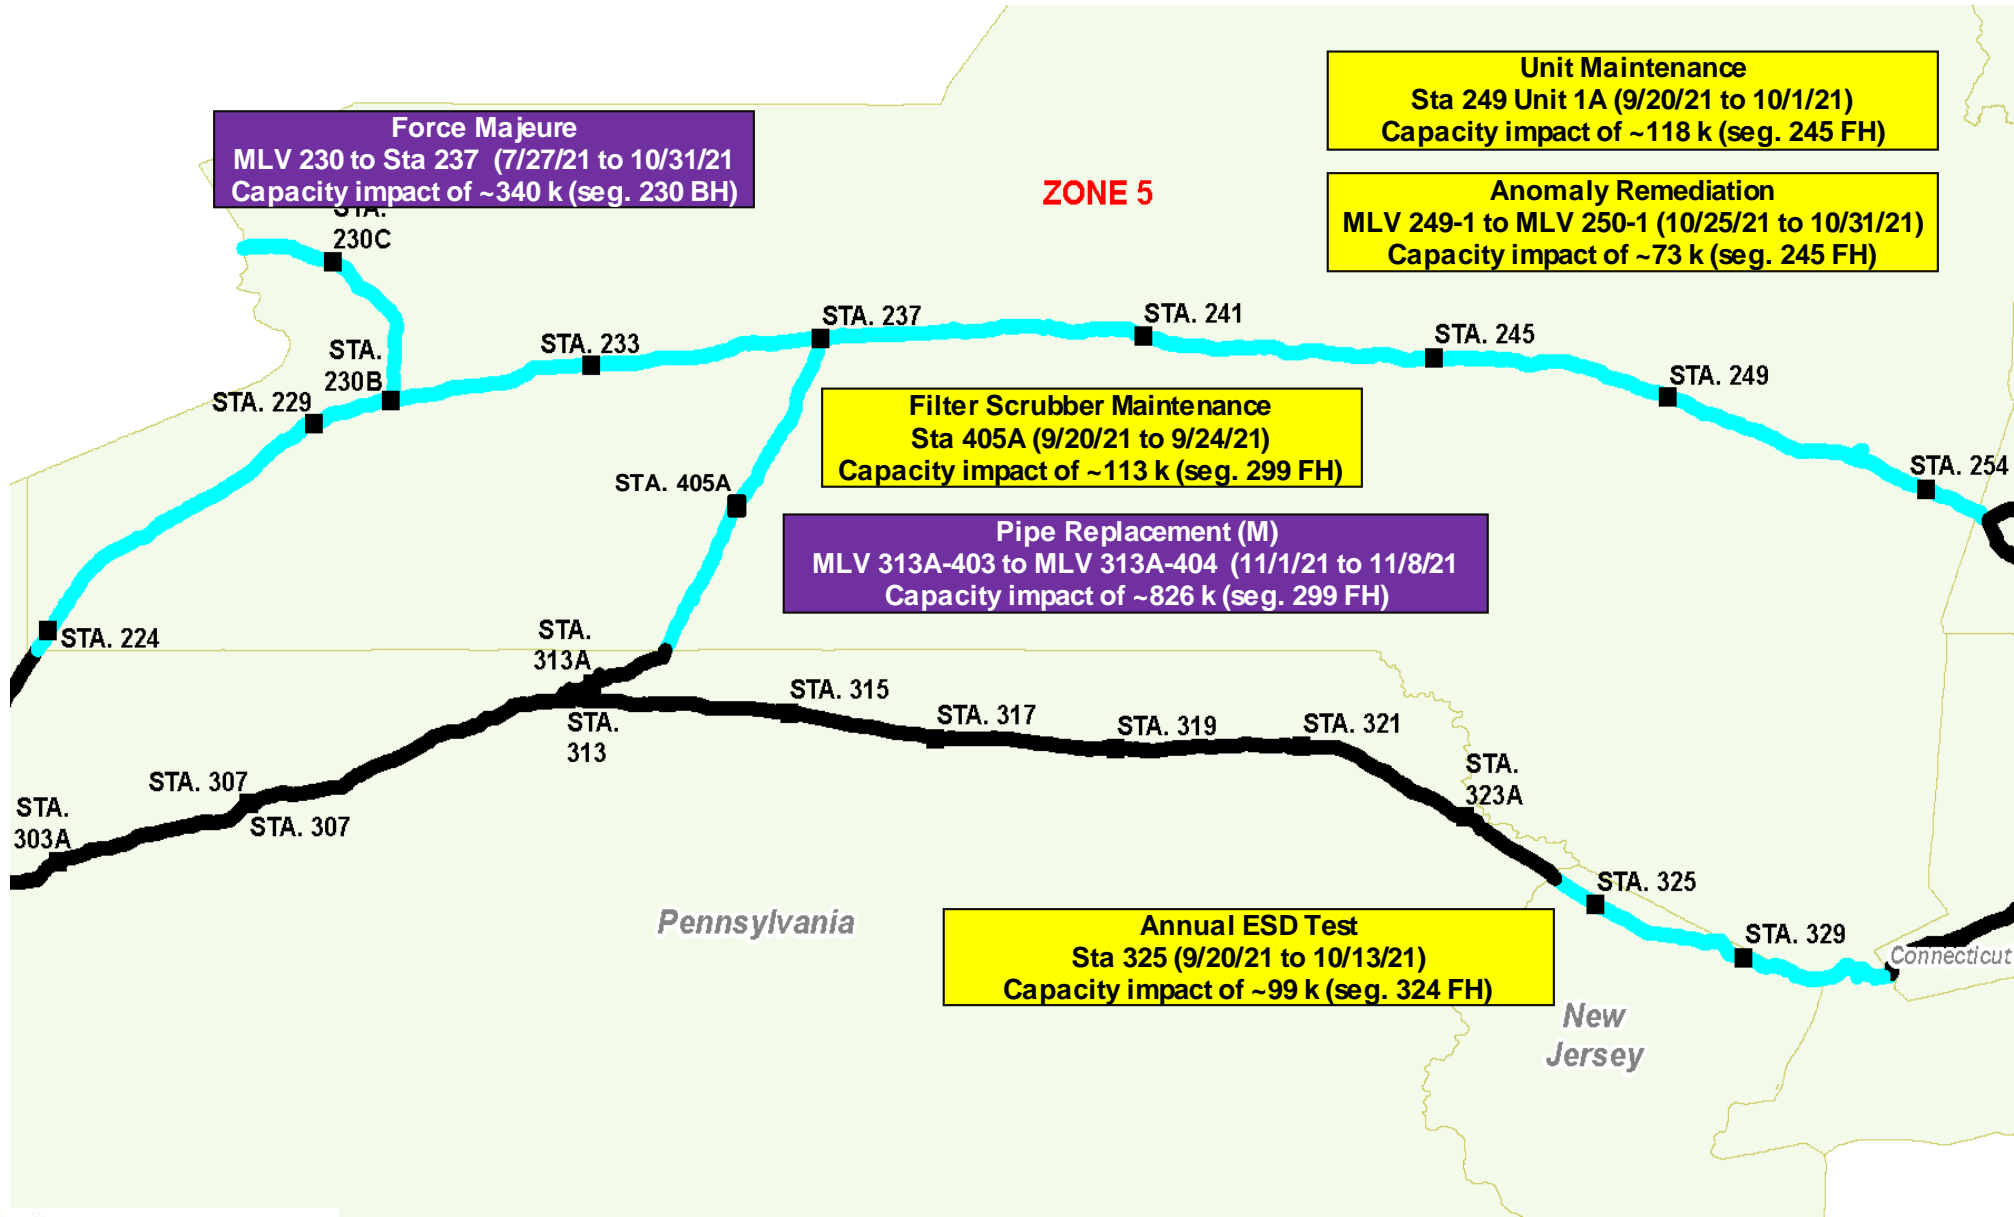 Unit Maintenance
Sta 249 Unit 1A (9/20/21 to 10/1/21)
Capacity impact of ~118 k (seg. 245 FH)
Force Majeure
MLV 230 to Sta 237  (7/27/21 to 10/31/21
Capacity impact of ~340 k (seg. 230 BH)
ZONE 5
Anomaly Remediation
MLV 249-1 to MLV 250-1 (10/25/21 to 10/31/21)
Capacity impact of ~73 k (seg. 245 FH)
STA.
230C
STA. 237
STA. 241
STA. 245
STA. 233
STA.
230B
STA. 229
STA. 249
Filter Scrubber Maintenance
Sta 405A (9/20/21 to 9/24/21)
Capacity impact of ~113 k (seg. 299 FH)
STA. 254
STA. 405A
Pipe Replacement (M)
MLV 313A-403 to MLV 313A-404  (11/1/21 to 11/8/21
Capacity impact of ~826 k (seg. 299 FH)
STA. 224
STA.
313A
STA. 315
STA. 317
STA. 319
STA. 321
STA.
313
STA.
323A
STA. 307
STA. 307
STA.
303A
STA. 325
Pennsylvania
Annual ESD Test
Sta 325 (9/20/21 to 10/13/21)
Capacity impact of ~99 k (seg. 324 FH)
STA. 329
Connecticut
New
Jersey